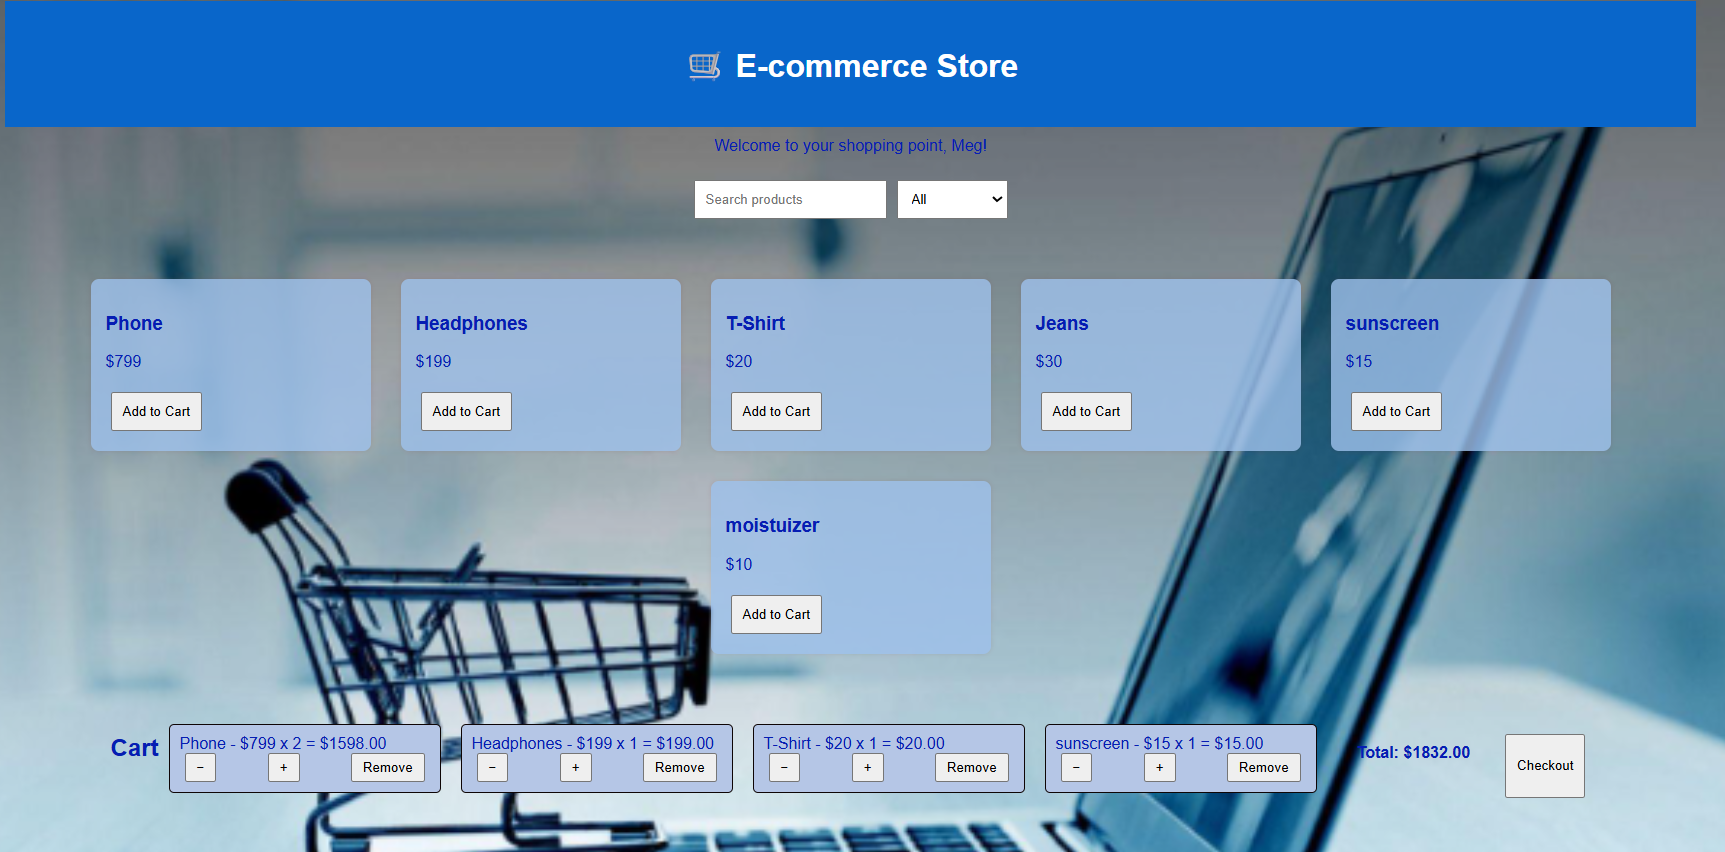 E-commerce Store
Welcome to your shopping point, Meg!
Search products
All
Phone
$799
Add to Cart
Headphones
$199
Add to Cart
T-Shirt
$20
Add to Cart
Jeans
$30
Add to Cart
sunscreen
$15
Add to Cart
moistuizer
$10
Add to Cart
Cart
Phone - $799 x 2 = $1598.00
− + Remove
Headphones - $199 x 1 = $199.00
− + Remove
T-Shirt - $20 x 1 = $20.00
− + Remove
sunscreen - $15 x 1 = $15.00
− + Remove
Total: $1832.00
Checkout